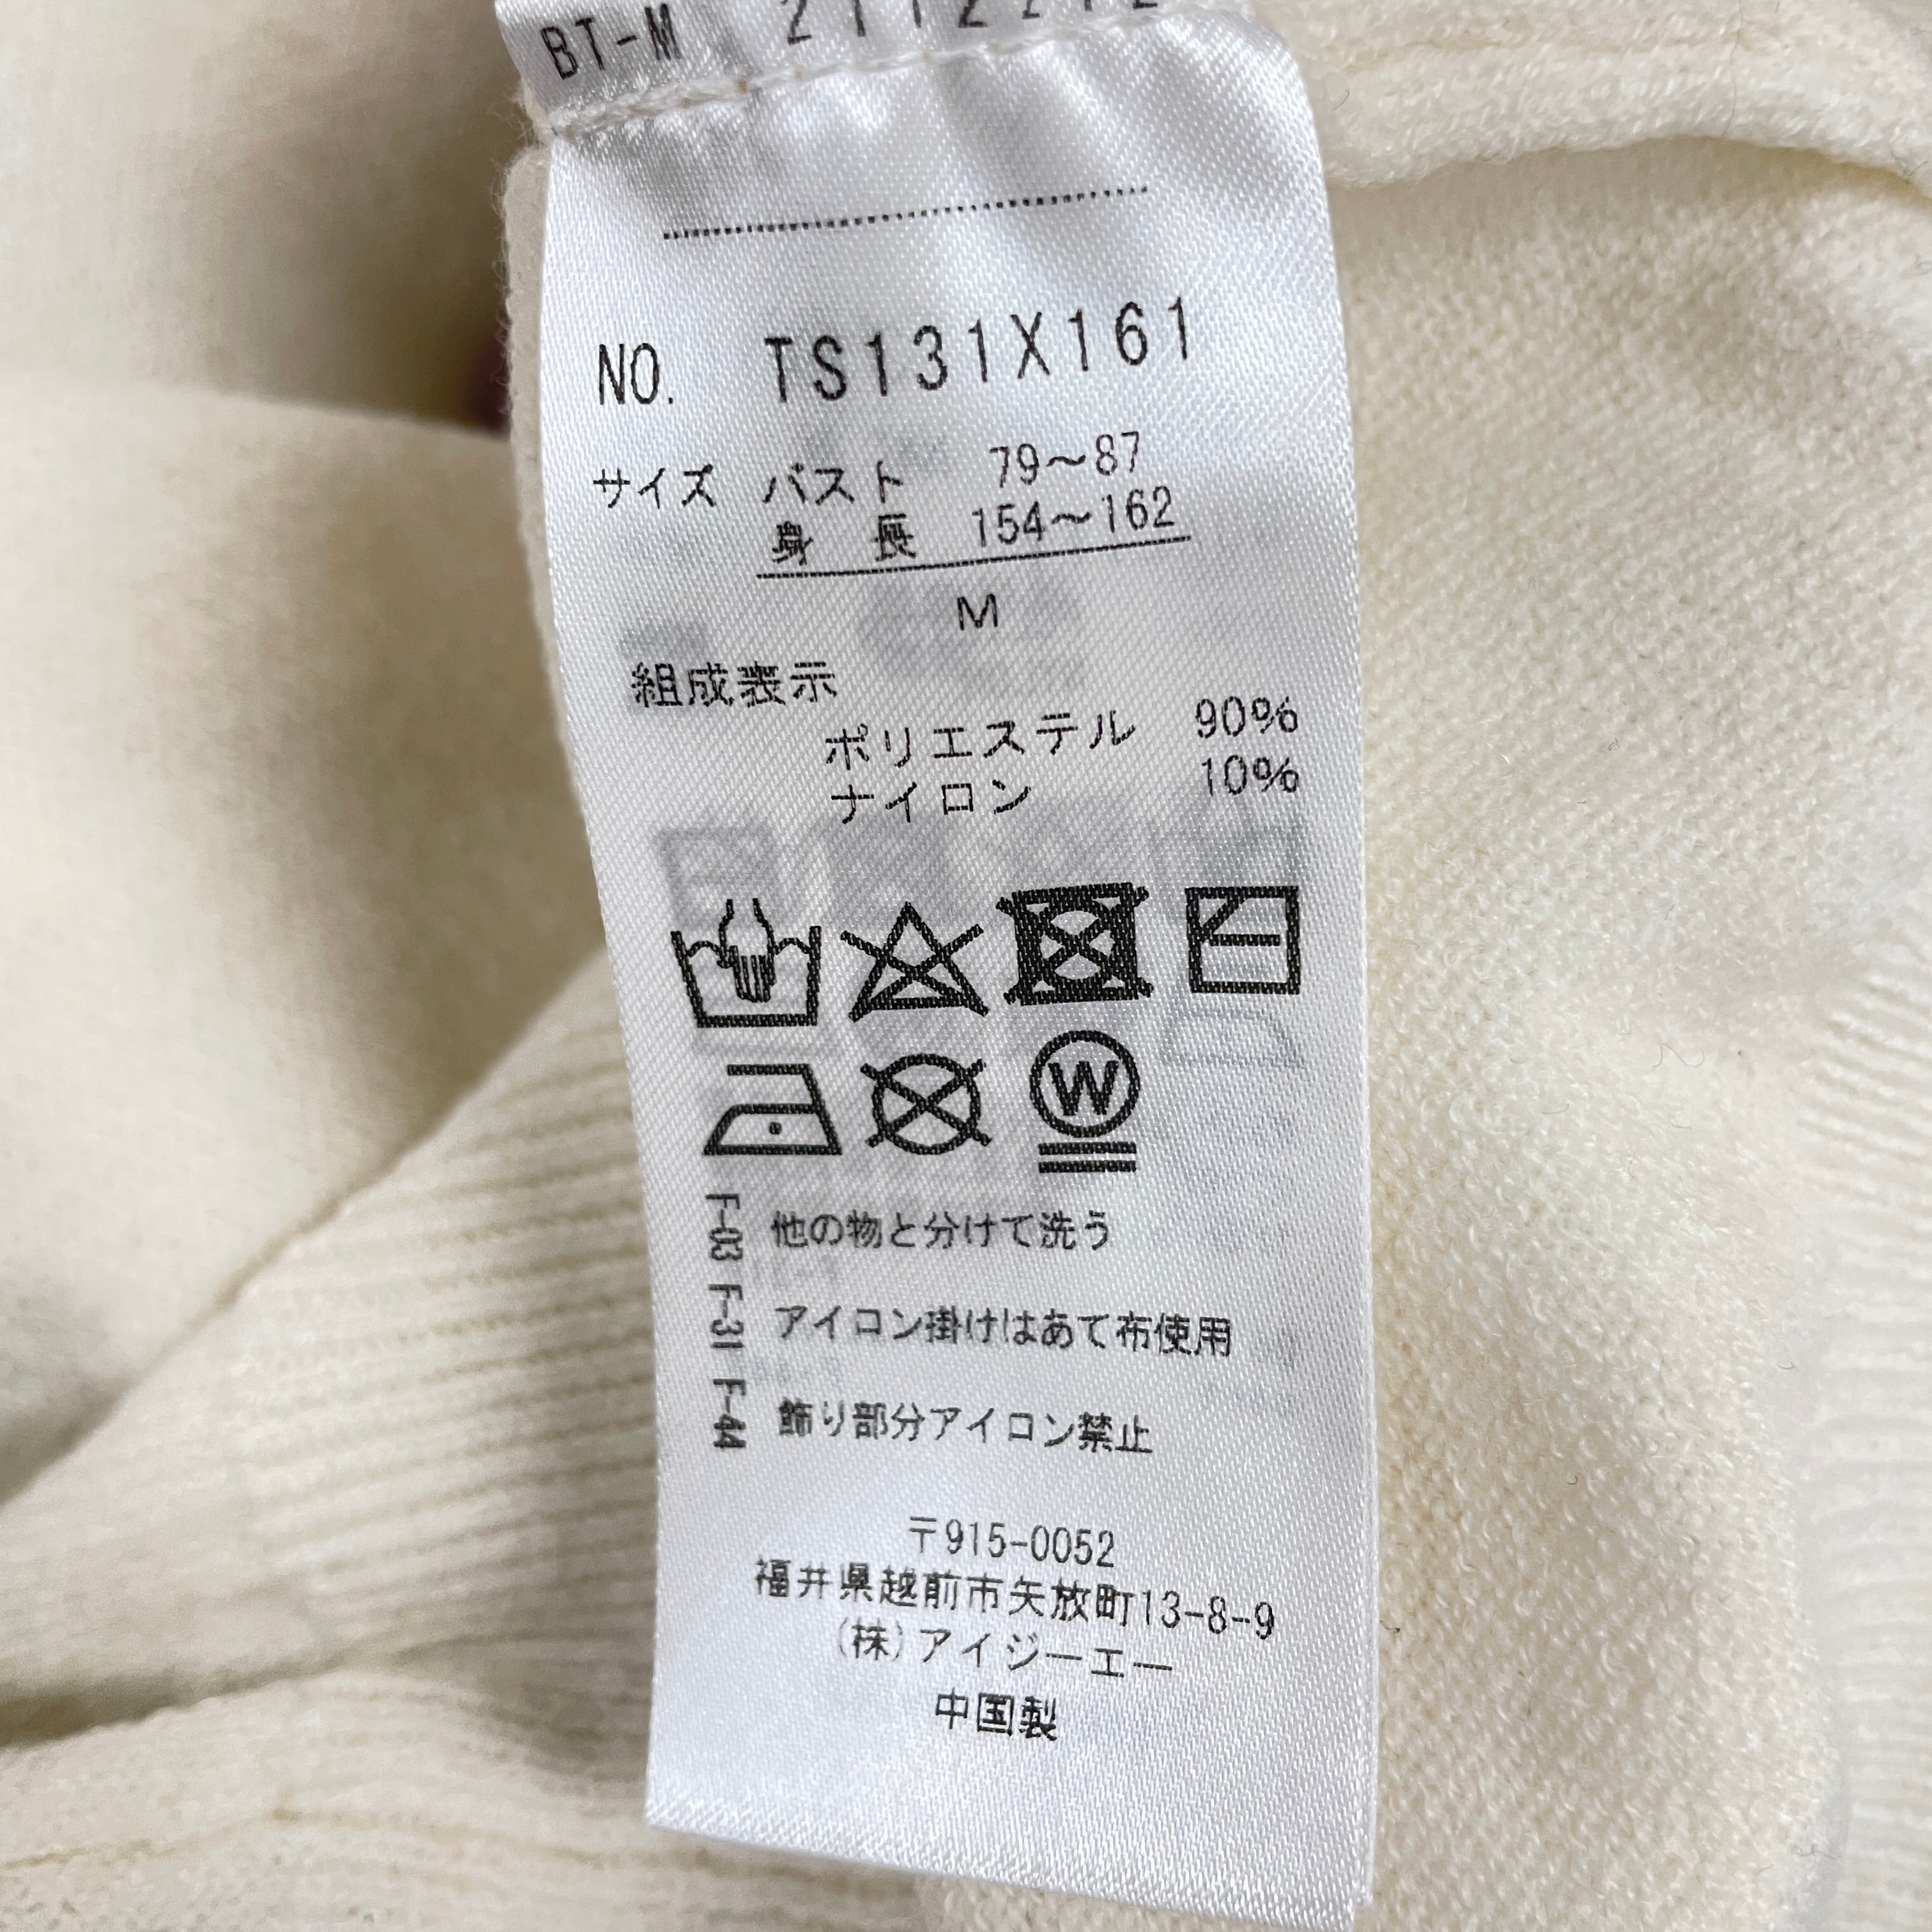 BT-M
NO. TS131X161
サイズ バスト 79～87
身長 154～162
M
組成表示
ポリエステル 90%
ナイロン 10%
W
F-03 他の物と分けて洗う
F-31 アイロン掛けはあて布使用
F-44 飾り部分アイロン禁止
〒915-0052
福井県越前市矢放町13-8-9
(株)アイジーエー
中国製